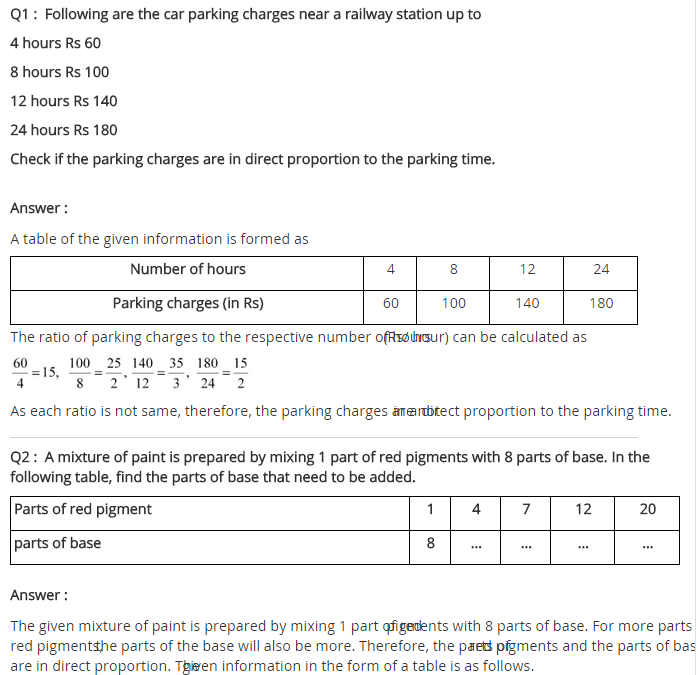 Q1 : Following are the car parking charges near a railway station up to
4 hours Rs 60
8 hours Rs 100
12 hours Rs 140
24 hours Rs 180
Check if the parking charges are in direct proportion to the parking time.
Answer :
A table of the given information is formed as
Number of hours 4 8 12 24
Parking charges (in Rs) 60 100 140 180
The ratio of parking charges to the respective number of hours (Rs/hour) can be calculated as
60/4 = 15, 100/8 = 25/2, 140/12 = 35/3, 180/24 = 15/2
As each ratio is not same, therefore, the parking charges are not in direct proportion to the parking time.
Q2 : A mixture of paint is prepared by mixing 1 part of red pigments with 8 parts of base. In the
following table, find the parts of base that need to be added.
Parts of red pigment 1 4 7 12 20
parts of base 8 ... ... ... ...
Answer :
The given mixture of paint is prepared by mixing 1 part of red pigments with 8 parts of base. For more parts
red pigments, the parts of the base will also be more. Therefore, the parts of red pigments and the parts of bas
are in direct proportion. The given information in the form of a table is as follows.